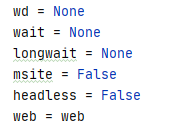 wd = None
wait = None
longwait = None
msite = False
headless = False
web = web